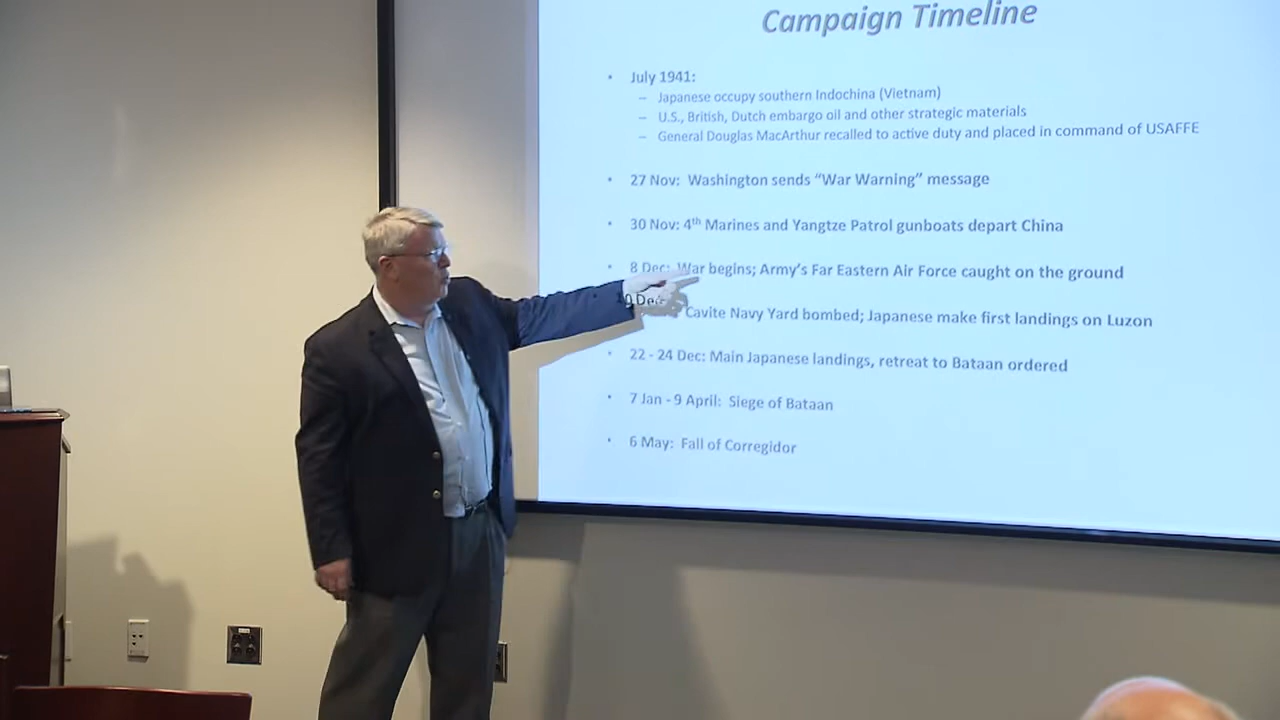 Campaign Timeline
• July 1941:
– Japanese occupy southern Indochina (Vietnam)
– U.S., British, Dutch embargo oil and other strategic materials
– General Douglas MacArthur recalled to active duty and placed in command of USAFFE
• 27 Nov: Washington sends “War Warning” message
• 30 Nov: 4th Marines and Yangtze Patrol gunboats depart China
• 8 Dec: War begins; Army’s Far Eastern Air Force caught on the ground
0 Dec Cavite Navy Yard bombed; Japanese make first landings on Luzon
• 22 - 24 Dec: Main Japanese landings, retreat to Bataan ordered
• 7 Jan - 9 April: Siege of Bataan
• 6 May: Fall of Corregidor